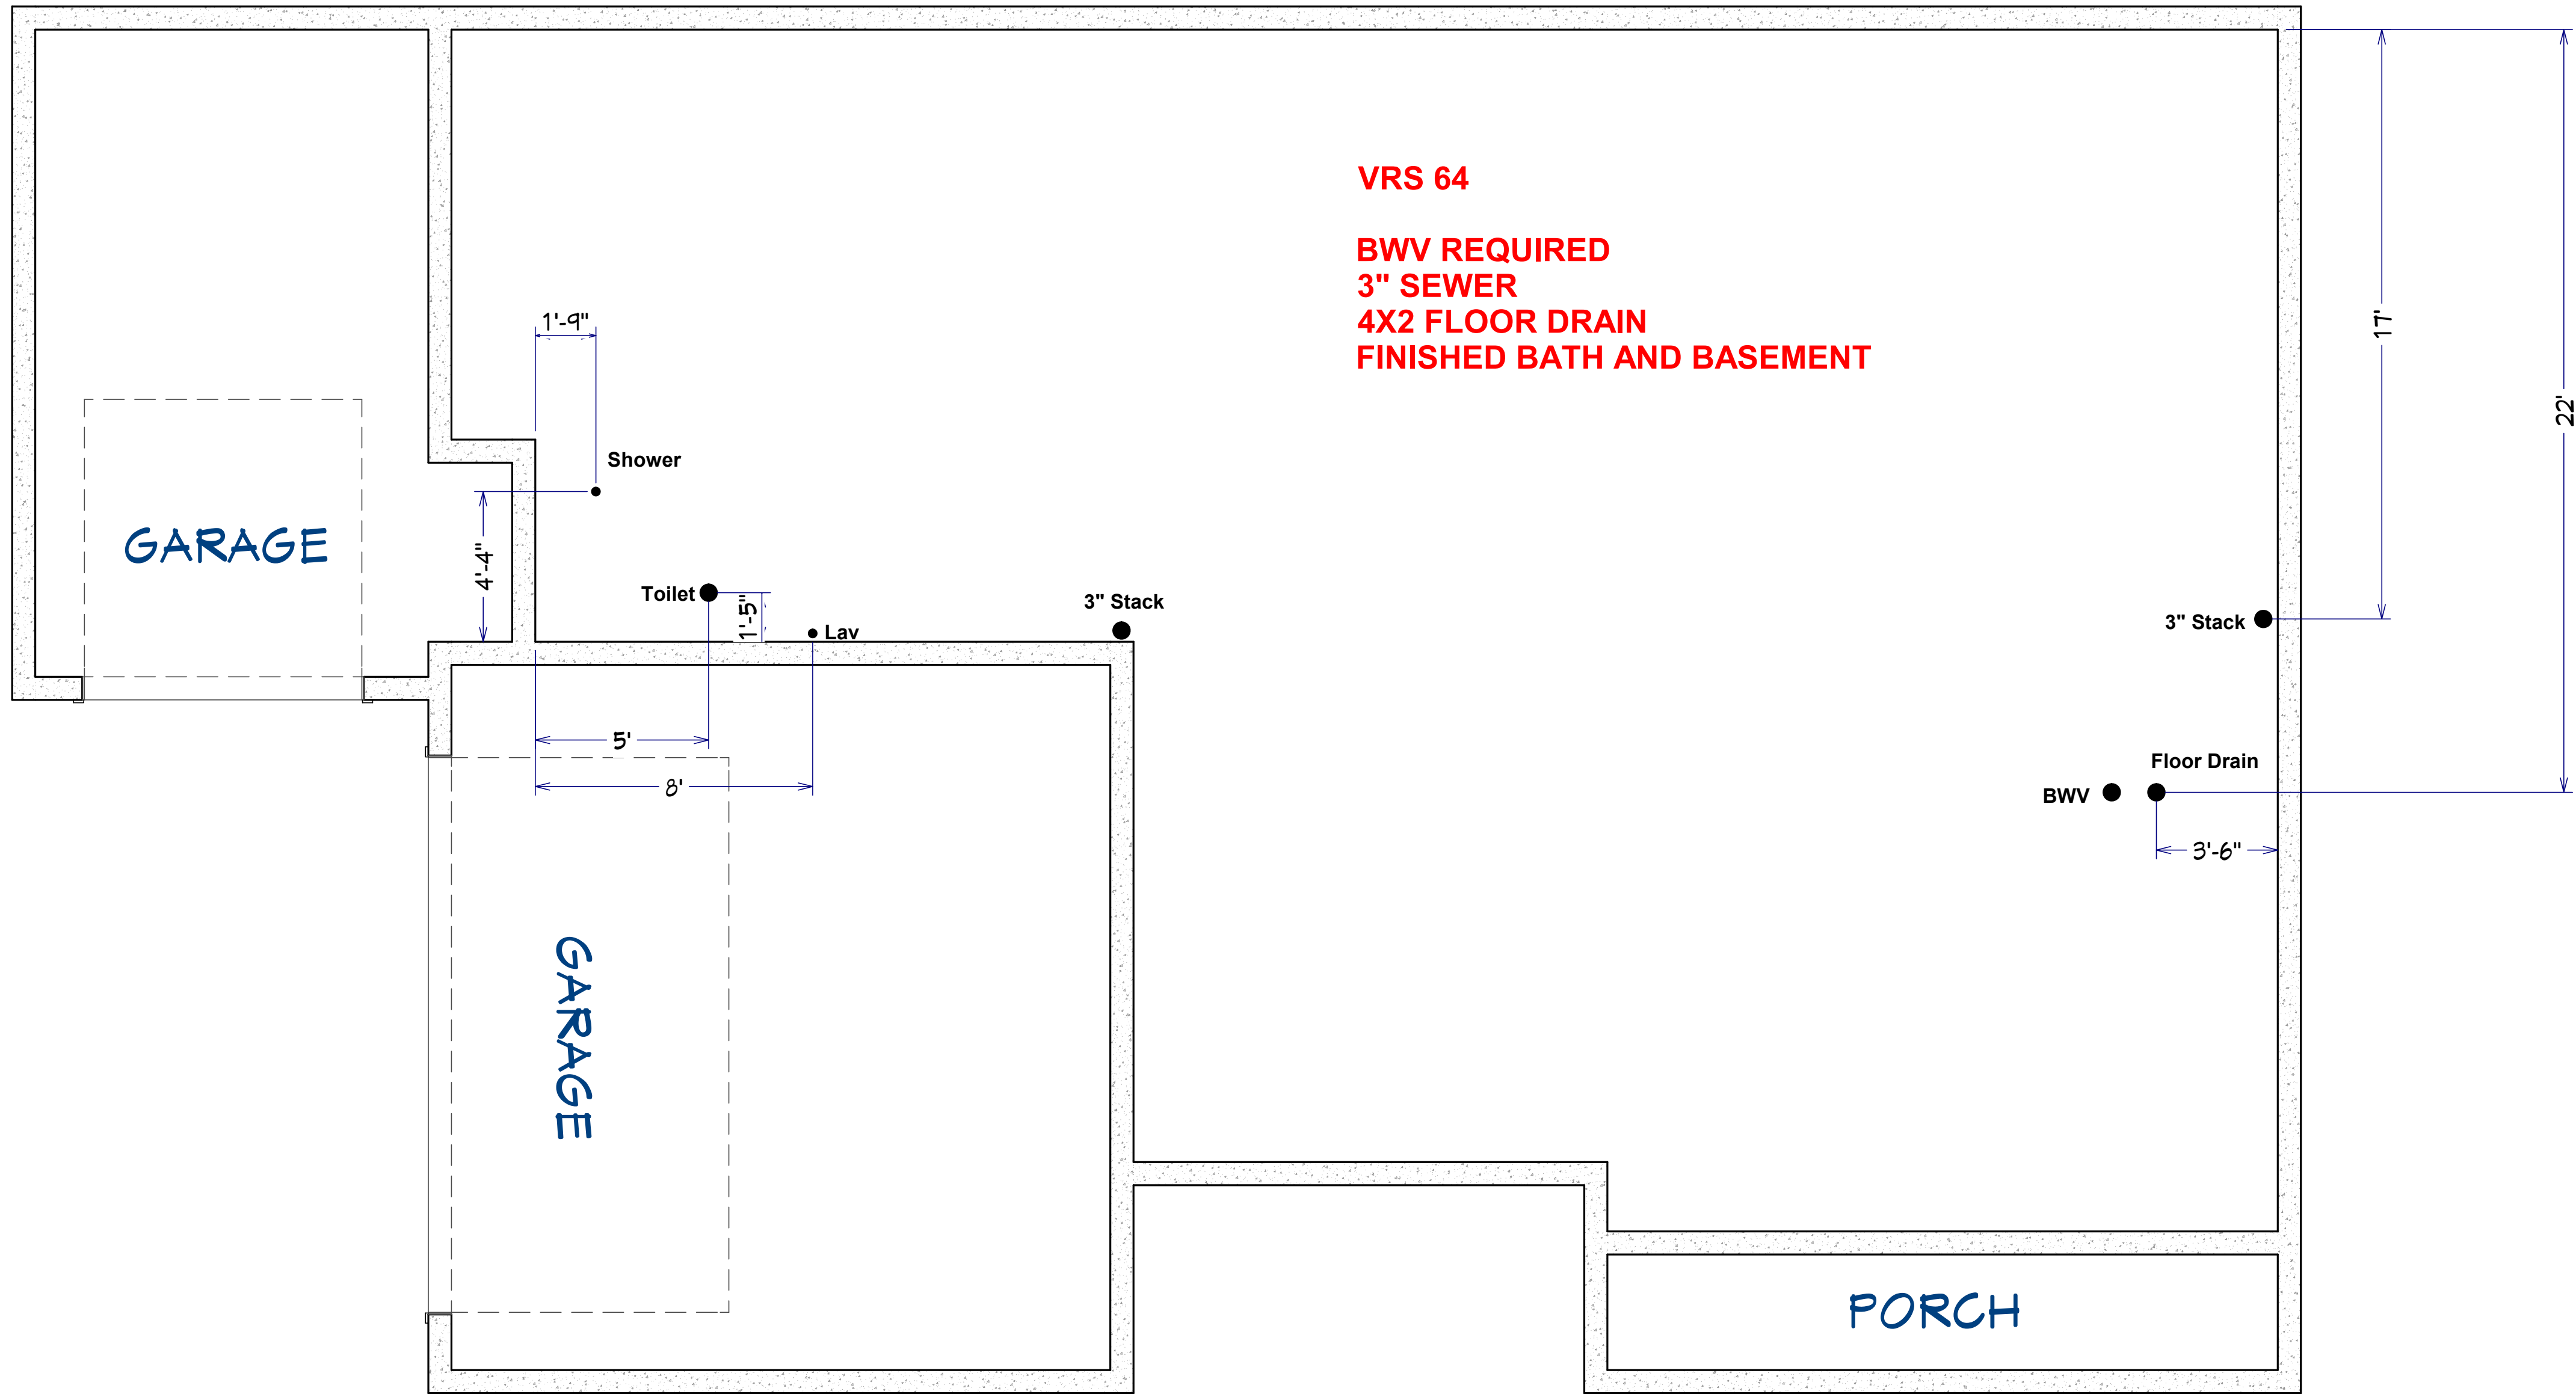 VRS 64
BWV REQUIRED
3" SEWER
4X2 FLOOR DRAIN
FINISHED BATH AND BASEMENT
17'
22'
1'-9"
Shower
GARAGE
4'-4"
Toilet
1'-5"
Lav
3" Stack
3" Stack
5'
8'
Floor Drain
BWV
3'-6"
GARAGE
PORCH